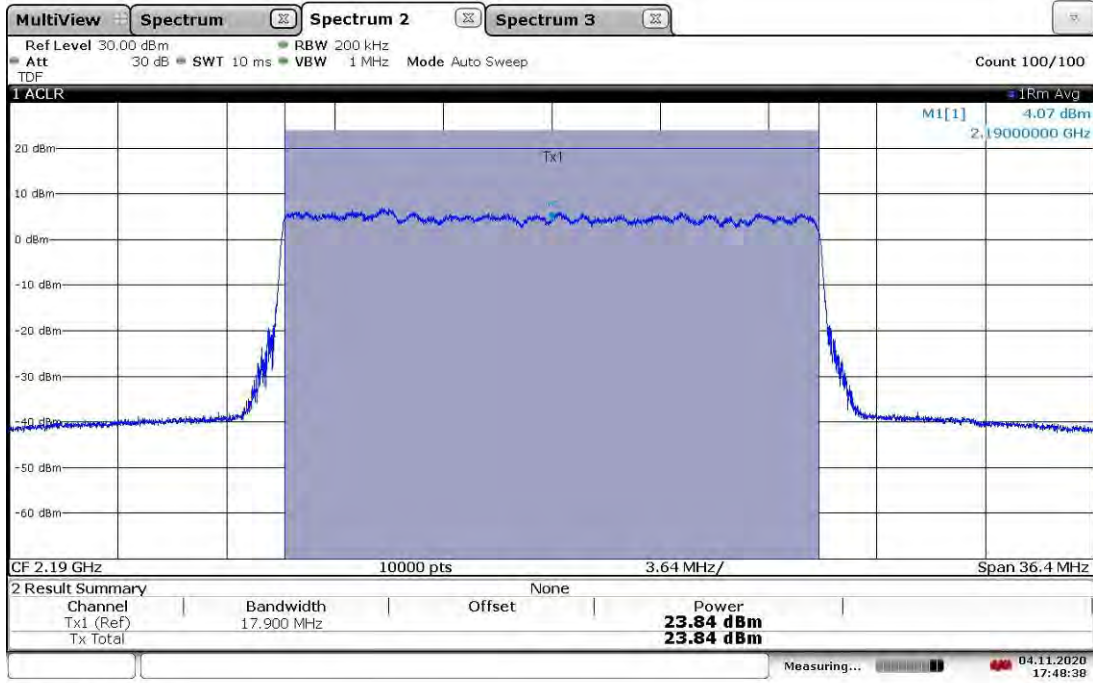 MultiView Spectrum Spectrum 2 Spectrum 3
Ref Level 30.00 dBm RBW 200 kHz
Att 30 dB SWT 10 ms VBW 1 MHz Mode Auto Sweep Count 100/100
TDF
1 ACLR 1Rm Avg
M1[1] 4.07 dBm
2.19000000 GHz
20 dBm
Tx1
10 dBm
0 dBm
-10 dBm
-20 dBm
-30 dBm
-40 dBm
-50 dBm
-60 dBm
CF 2.19 GHz 10000 pts 3.64 MHz/ Span 36.4 MHz
2 Result Summary None
Channel Bandwidth Offset Power
Tx1 (Ref) 17.900 MHz 23.84 dBm
Tx Total 23.84 dBm
Measuring... 04.11.2020
17:48:38